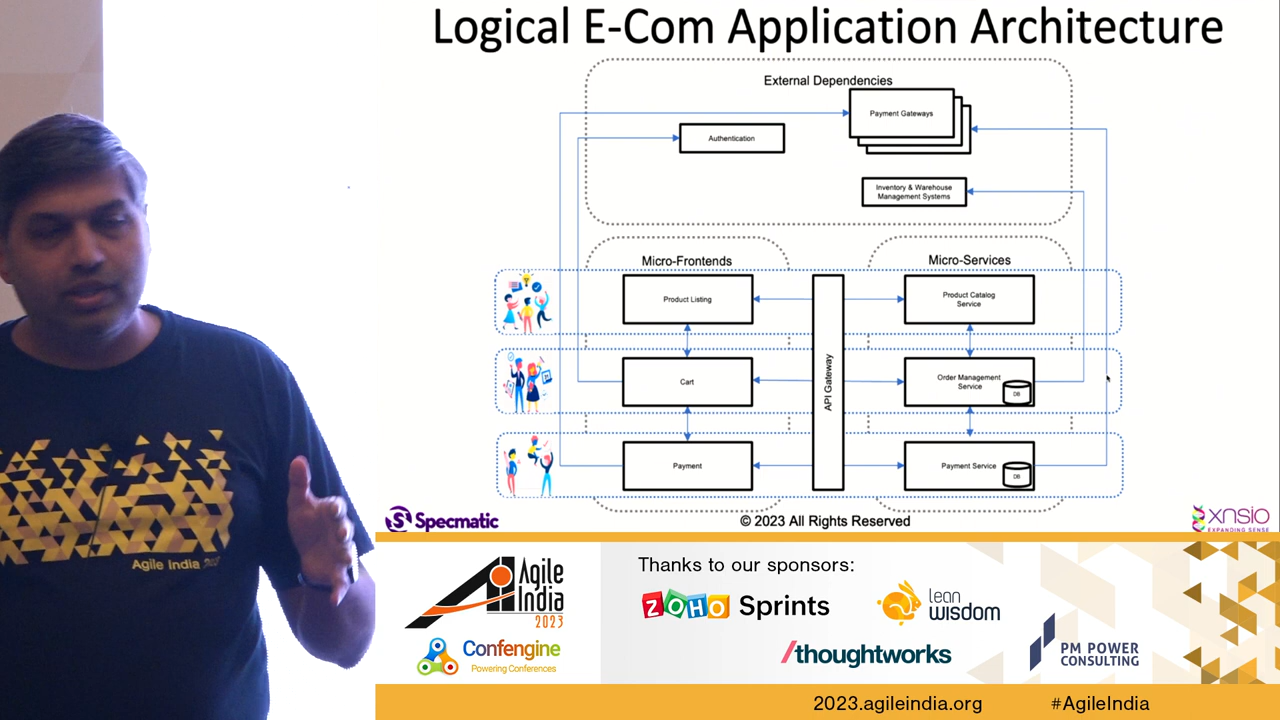 Logical E-Com Application Architecture
External Dependencies
Payment Gateways
Authentication
Inventory & Warehouse
Management Systems
Micro-Frontends
Micro-Services
Product Listing
Product Catalog
Service
Cart
API Gateway
Order Management
Service
DB
Payment
Payment Service
DB
Specmatic
© 2023 All Rights Reserved
xnsio
EXPANDING SENSE
Agile India
Agile
India
2023
Confengine
Powering Conferences
Thanks to our sponsors:
ZOHO Sprints
lean
wisdom
/thoughtworks
PM POWER
CONSULTING
2023.agileindia.org
#AgileIndia